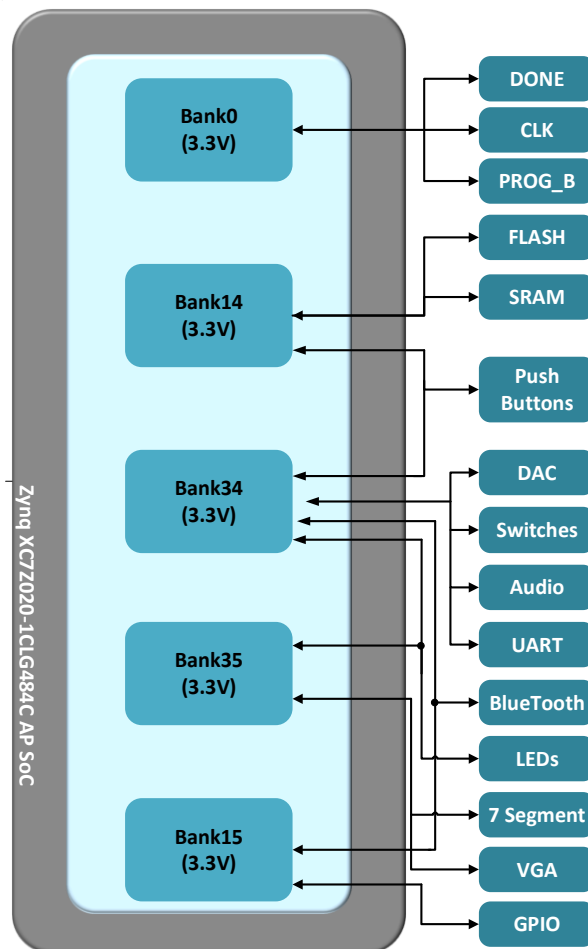 Bank0
(3.3V)
Bank14
(3.3V)
Bank34
(3.3V)
Bank35
(3.3V)
Bank15
(3.3V)
Zynq XC7Z020-1CLG484C AP SoC
DONE
CLK
PROG_B
FLASH
SRAM
Push
Buttons
DAC
Switches
Audio
UART
BlueTooth
LEDs
7 Segment
VGA
GPIO